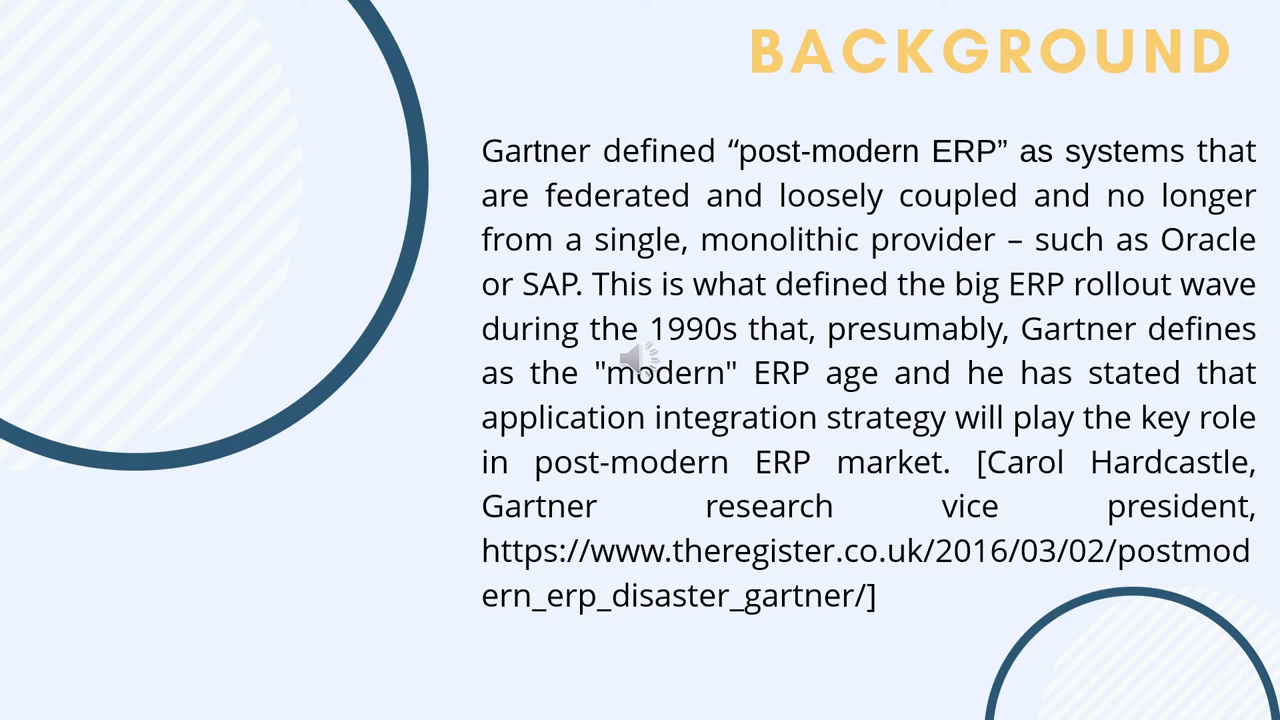 BACKGROUND
Gartner defined “post-modern ERP” as systems that
are federated and loosely coupled and no longer
from a single, monolithic provider – such as Oracle
or SAP. This is what defined the big ERP rollout wave
during the 1990s that, presumably, Gartner defines
as the "modern" ERP age and he has stated that
application integration strategy will play the key role
in post-modern ERP market. [Carol Hardcastle,
Gartner research vice president,
https://www.theregister.co.uk/2016/03/02/postmod
ern_erp_disaster_gartner/]